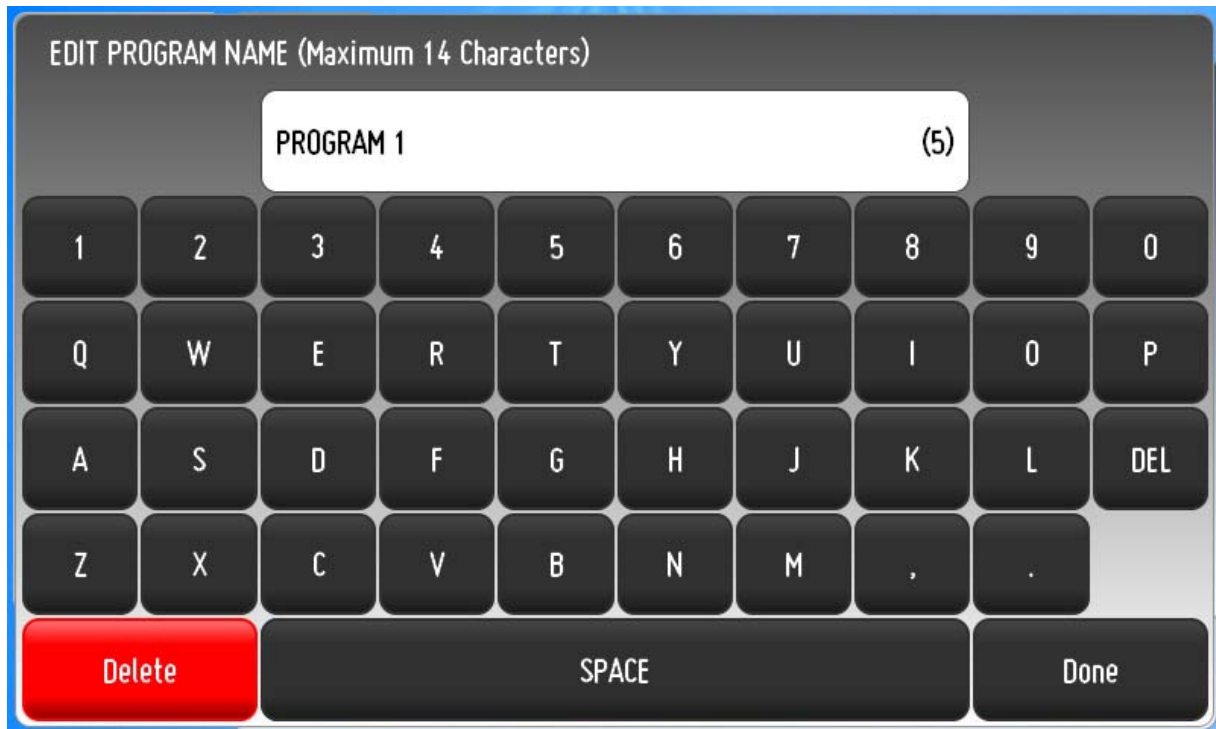 EDIT PROGRAM NAME (Maximum 14 Characters)
PROGRAM 1 (5)
1 2 3 4 5 6 7 8 9 0
Q W E R T Y U I O P
A S D F G H J K L DEL
Z X C V B N M , .
Delete SPACE Done